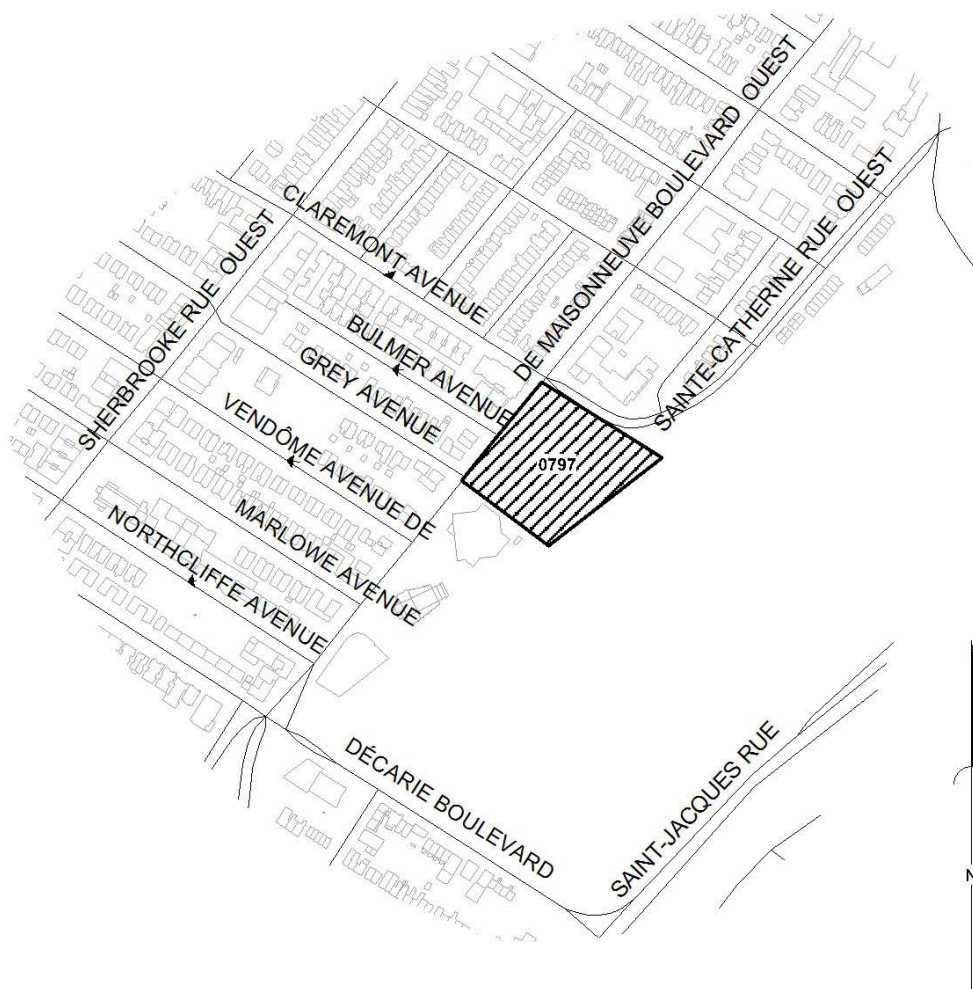 DE MAISONNEUVE BOULEVARD OUEST
SAINTE-CATHERINE RUE OUEST
CLAREMONT AVENUE
SHERBROOKE RUE OUEST
BULMER AVENUE
GREY AVENUE
VENDÔME AVENUE DE
0797
MARLOWE AVENUE
NORTHCLIFFE AVENUE
DÉCARIE BOULEVARD
SAINT-JACQUES RUE
N